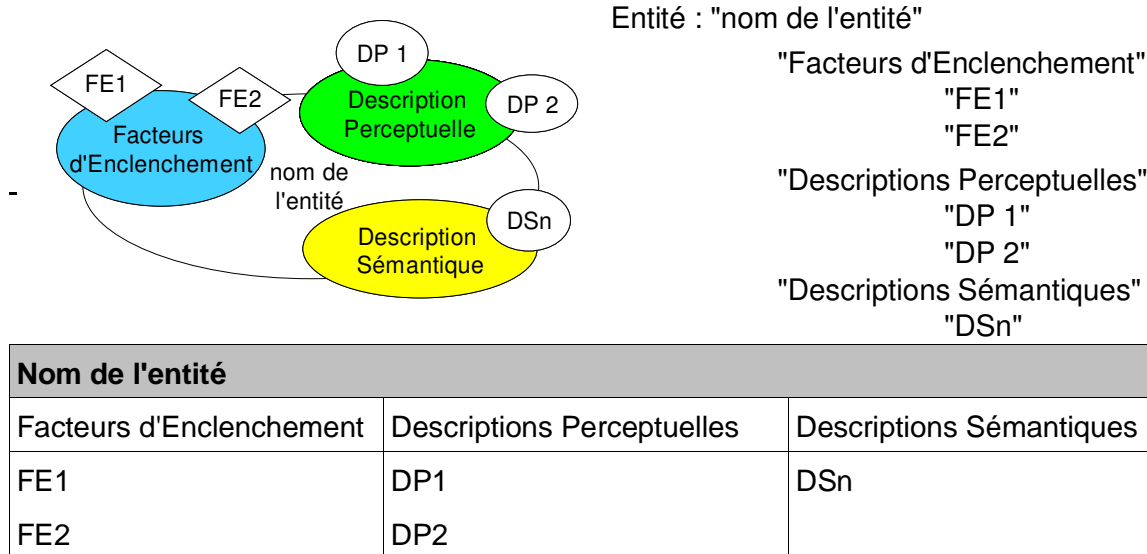 FE1
FE2
Facteurs
d'Enclenchement
DP 1
Description
Perceptuelle
DP 2
nom de
l'entité
DSn
Description
Sémantique
-
Entité : "nom de l'entité"
"Facteurs d'Enclenchement"
"FE1"
"FE2"
"Descriptions Perceptuelles"
"DP 1"
"DP 2"
"Descriptions Sémantiques"
"DSn"
Nom de l'entité
Facteurs d'Enclenchement Descriptions Perceptuelles Descriptions Sémantiques
FE1 DP1 DSn
FE2 DP2